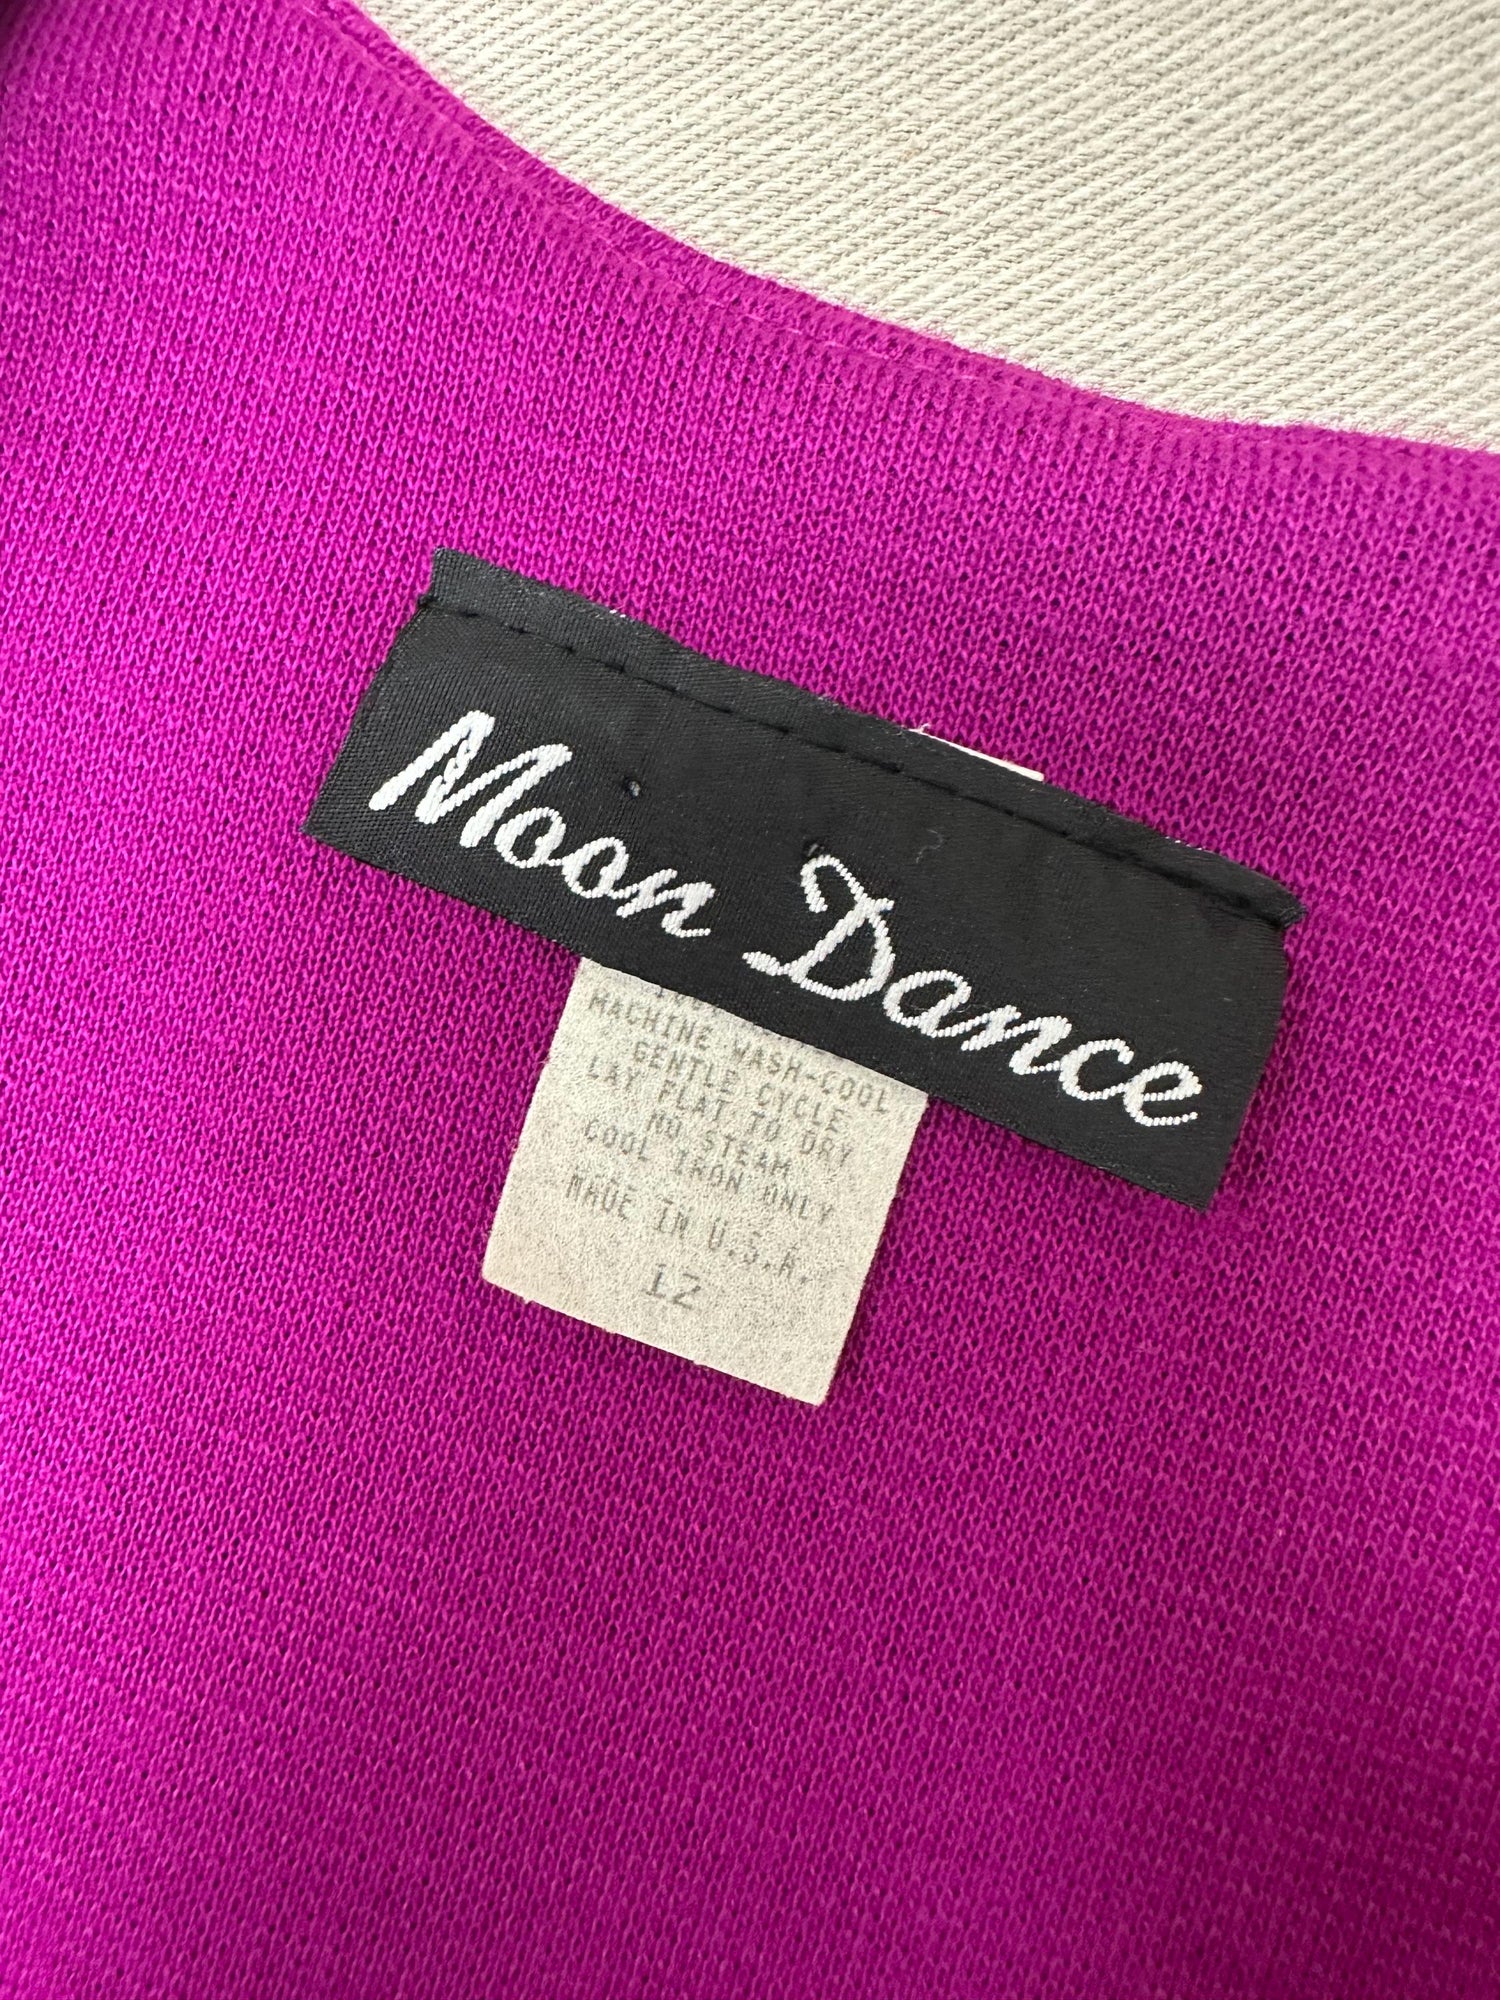 Moon Dance
MACHINE WASH-COOL
GENTLE CYCLE
LAY FLAT TO DRY
NO STEAM
COOL IRON ONLY
MADE IN U.S.A.
12